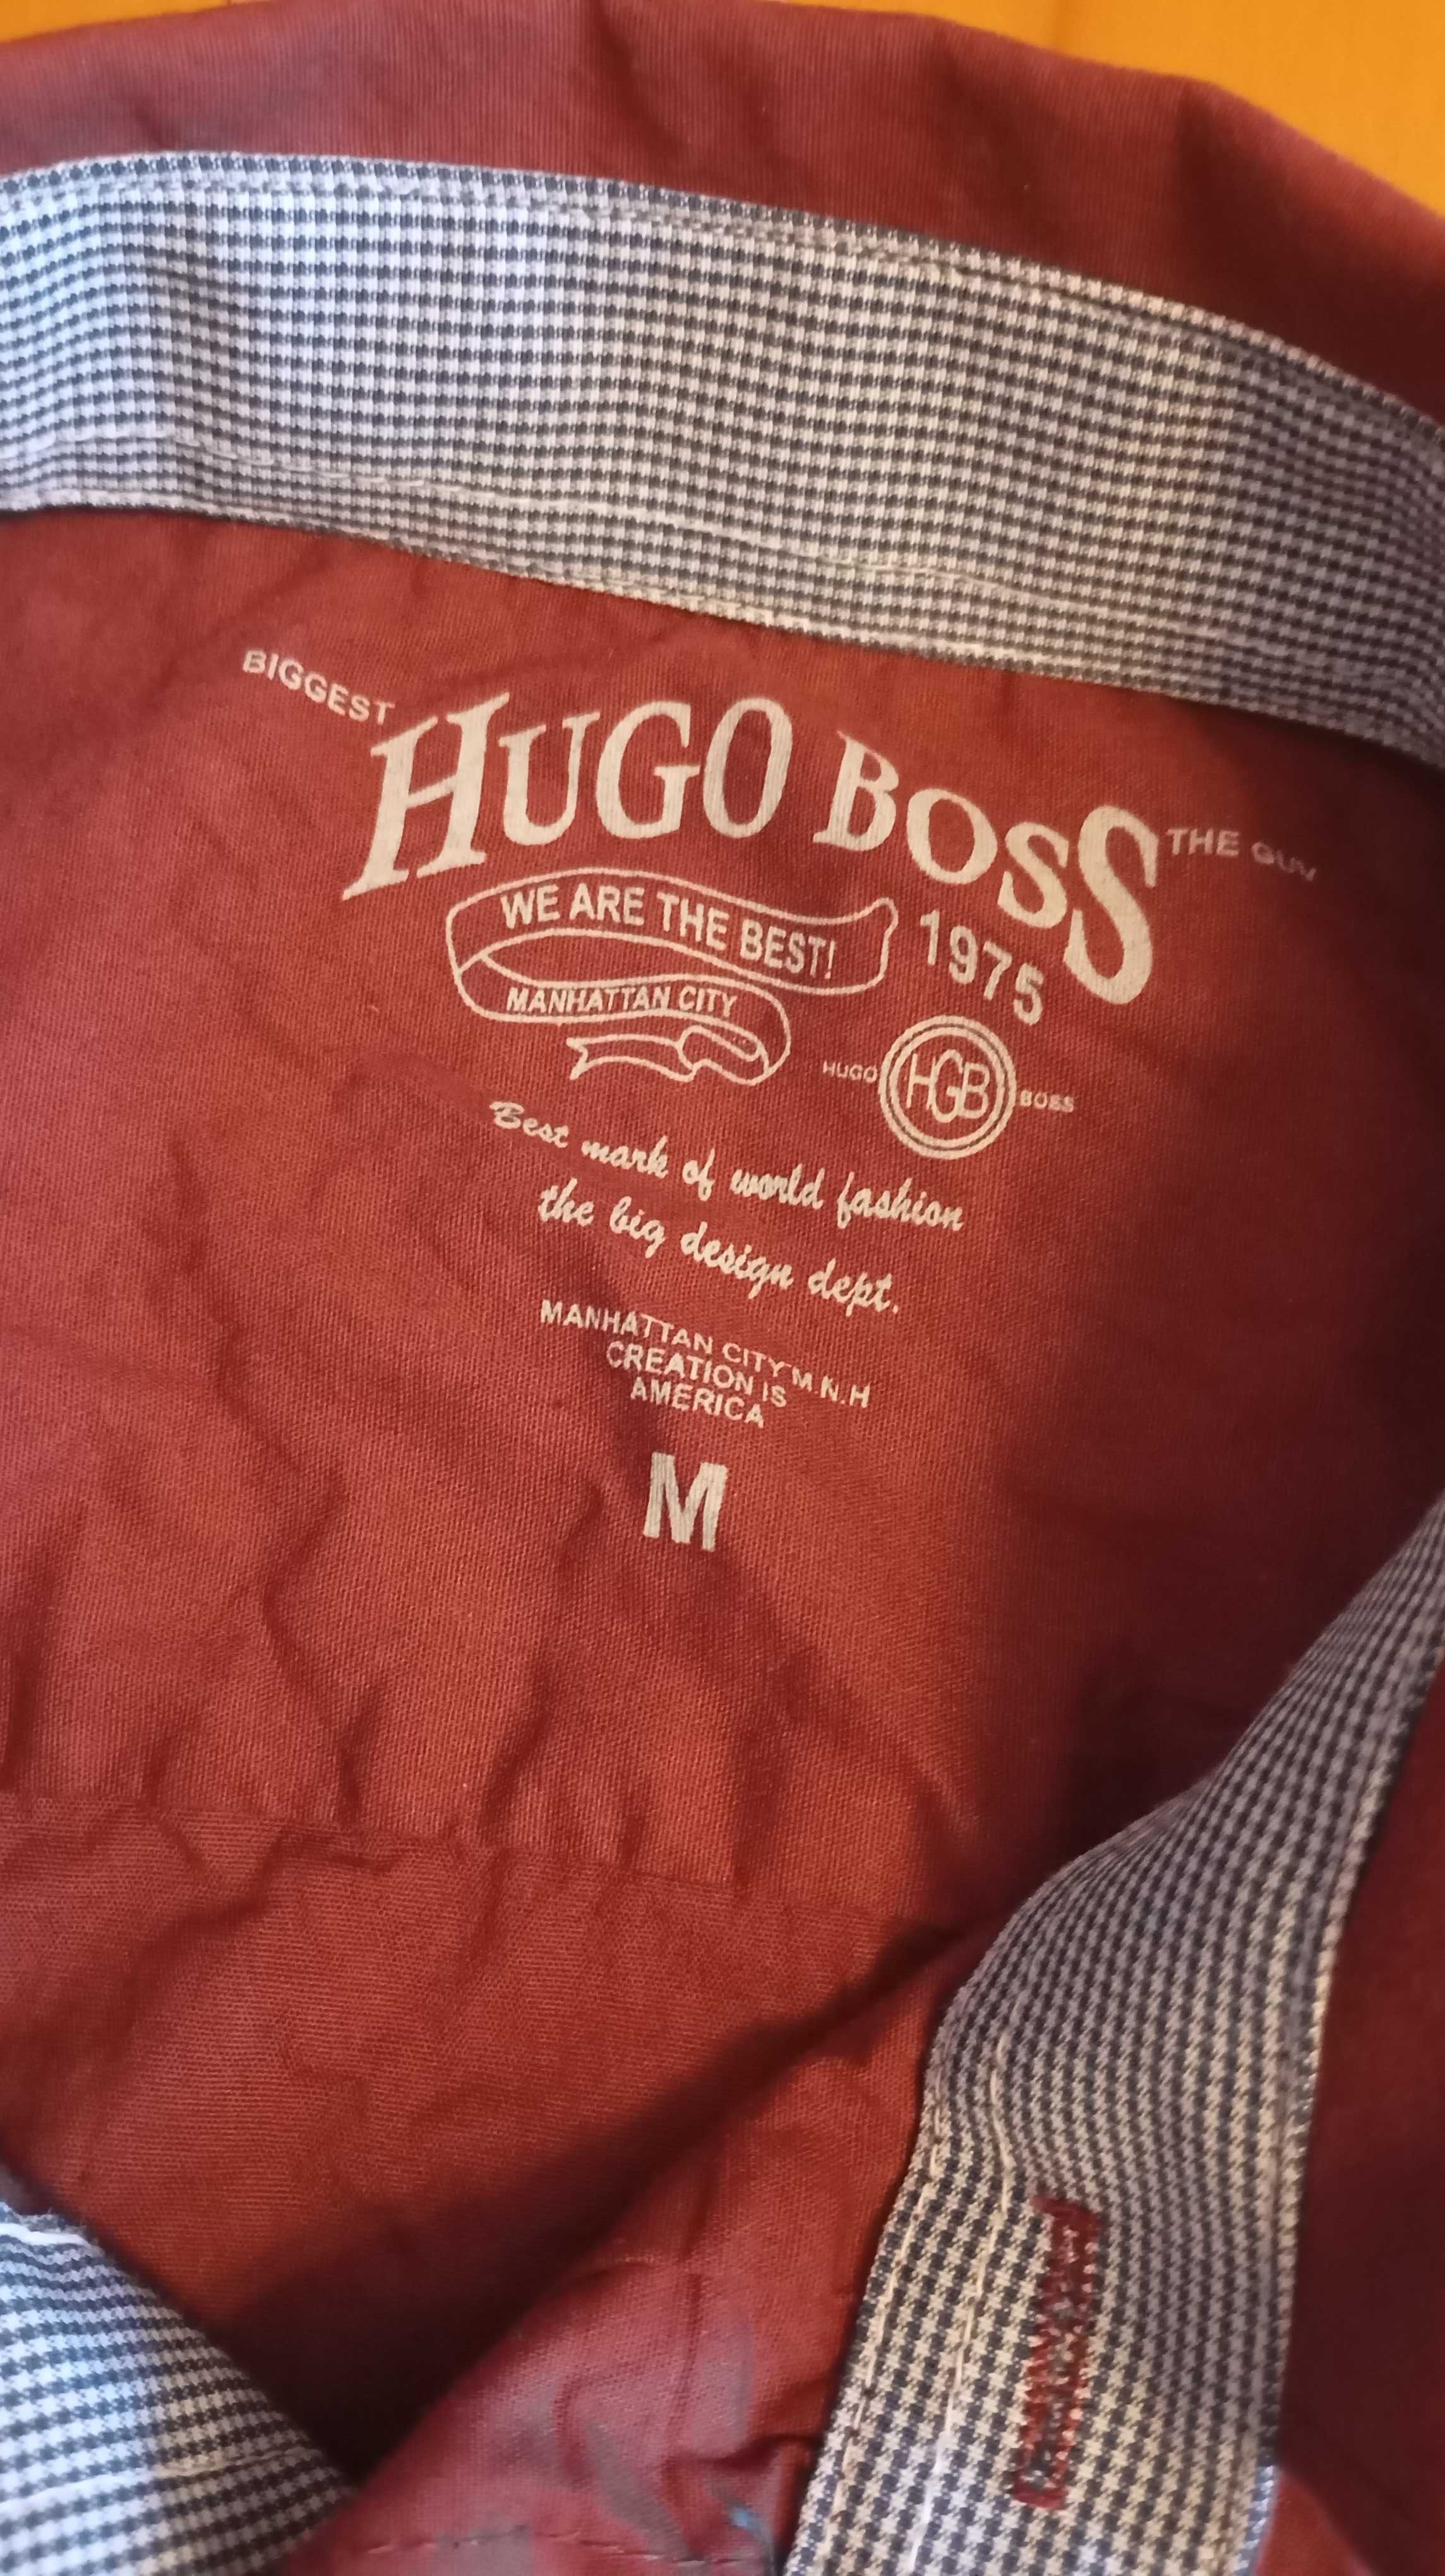 BIGGEST
HUGO BOSS
THE GUV
WE ARE THE BEST!
1975
MANHATTAN CITY
HUGO HGB BOSS
Best mark of world fashion
the big design dept.
MANHATTAN CITY M.N.H
CREATION IS
AMERICA
M